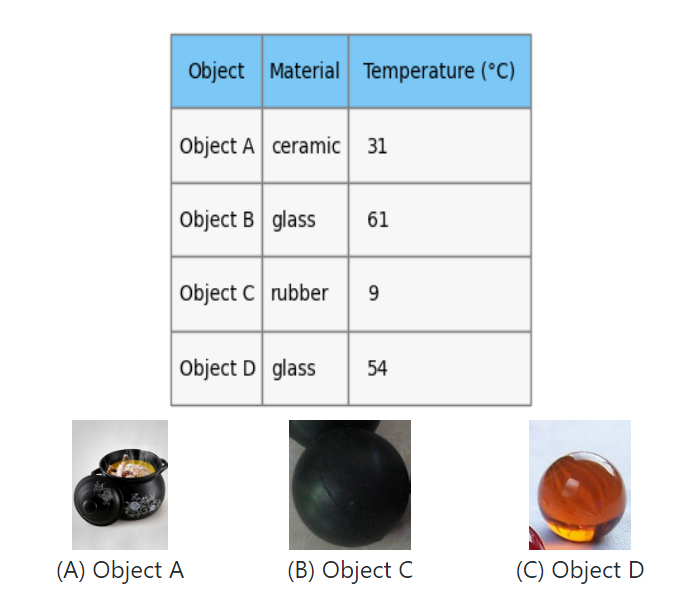 Object Material Temperature (°C)
Object A ceramic 31
Object B glass 61
Object C rubber 9
Object D glass 54
(A) Object A (B) Object C (C) Object D